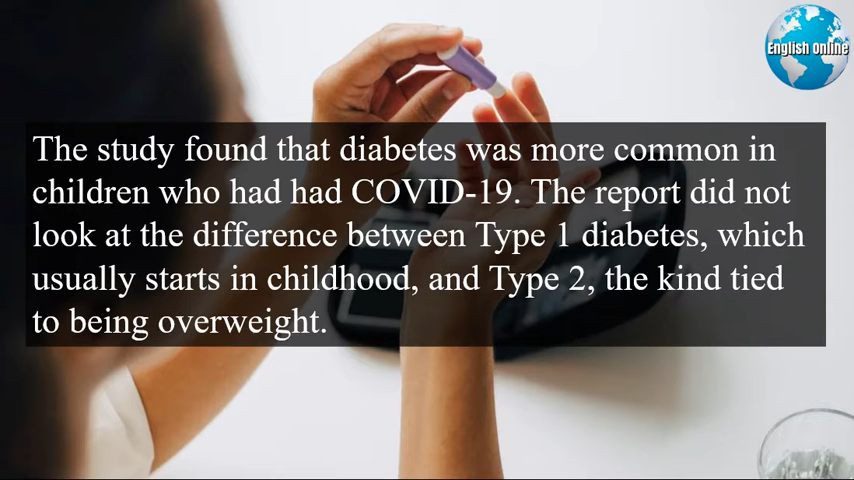 English Online
The study found that diabetes was more common in
children who had had COVID-19. The report did not
look at the difference between Type 1 diabetes, which
usually starts in childhood, and Type 2, the kind tied
to being overweight.